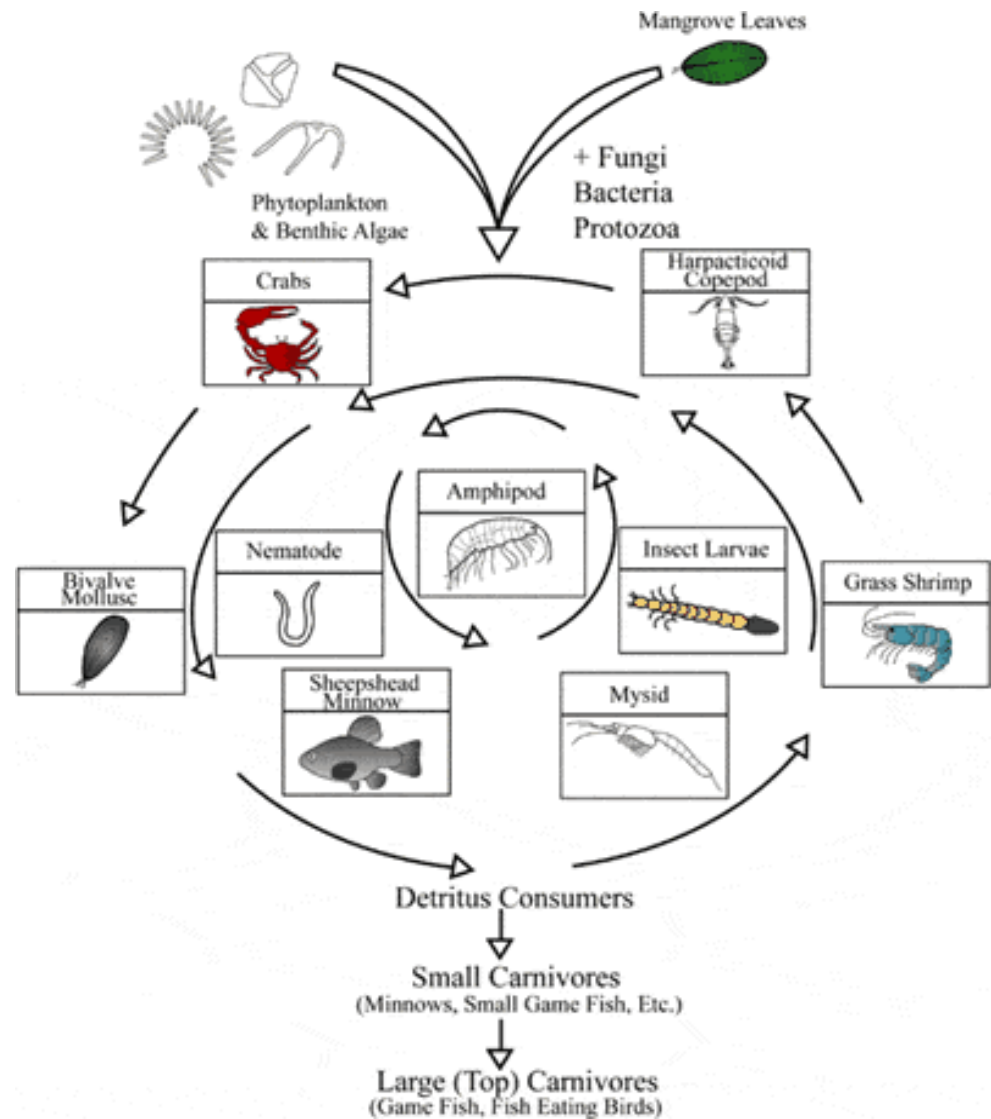 Mangrove Leaves
+ Fungi
Bacteria
Protozoa
Phytoplankton
& Benthic Algae
Crabs
Harpacticoid
Copepod
Amphipod
Nematode
Insect Larvae
Bivalve
Mollusc
Grass Shrimp
Sheepshead
Minnow
Mysid
Detritus Consumers
Small Carnivores
(Minnows, Small Game Fish, Etc.)
Large (Top) Carnivores
(Game Fish, Fish Eating Birds)